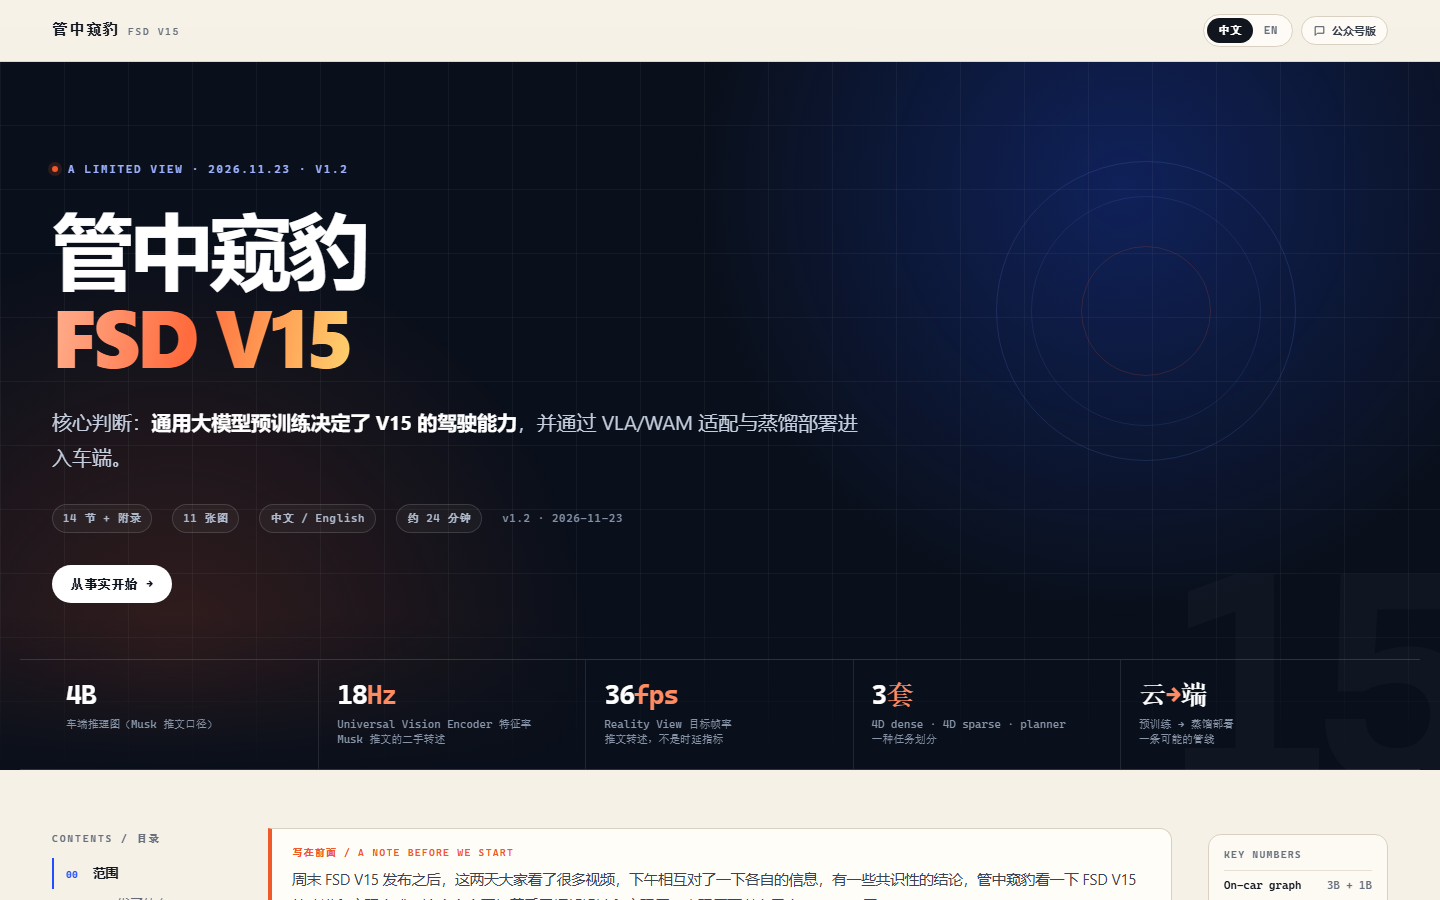 管中窥豹 FSD V15
中文 EN 公众号版
A LIMITED VIEW · 2026.11.23 · V1.2
管中窥豹
FSD V15
核心判断：通用大模型预训练决定了 V15 的驾驶能力，并通过 VLA/WAM 适配与蒸馏部署进
入车端。
14 节 + 附录 11 张图 中文 / English 约 24 分钟 v1.2 · 2026-11-23
从事实开始 →
15
4B
车端推理图（Musk 推文口径）
18Hz
Universal Vision Encoder 特征率
Musk 推文的二手转述
36fps
Reality View 目标帧率
推文转述，不是时延指标
3套
4D dense · 4D sparse · planner
一种任务划分
云→端
预训练 → 蒸馏部署
一条可能的管线
CONTENTS / 目录
00 范围
写在前面 / A NOTE BEFORE WE START
周末 FSD V15 发布之后，这两天大家看了很多视频，下午相互对了一下各自的信息，有一些共识性的结论，管中窥豹看一下 FSD V15
KEY NUMBERS
On-car graph 3B + 1B